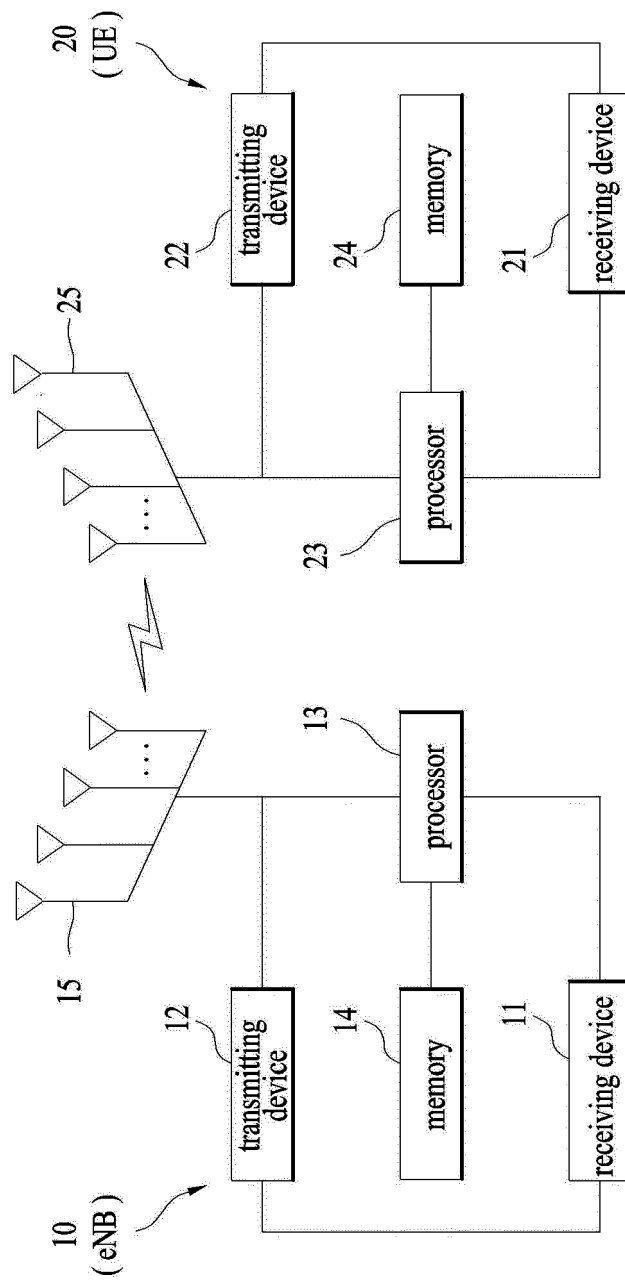 10
( eNB )
15
12
transmitting
device
14
memory
11
receiving device
13
processor
. . .
20
( UE )
25
22
transmitting
device
24
memory
21
receiving device
23
processor
. . .